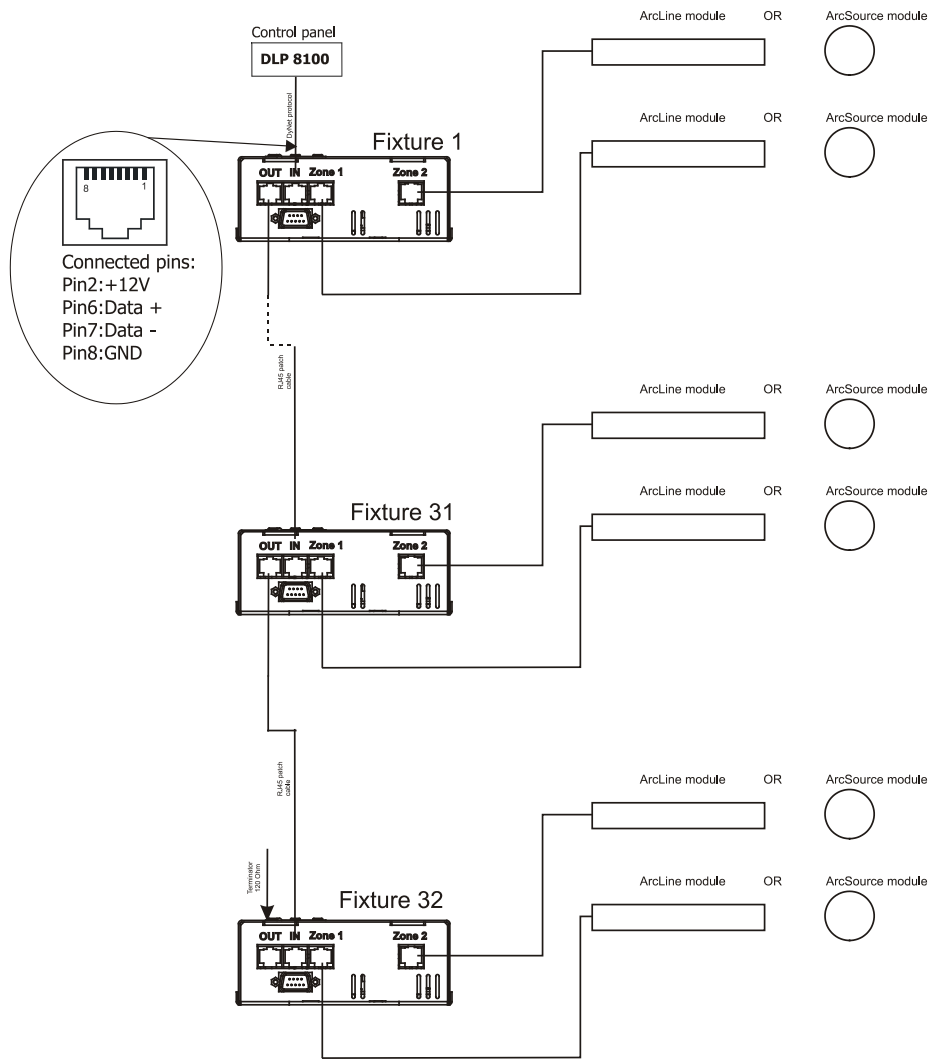 ArcLine module OR ArcSource module
Control panel
DLP 8100
DyNet protocol
ArcLine module OR ArcSource module
Fixture 1
OUT IN Zone 1 Zone 2
8 1
Connected pins:
Pin2:+12V
Pin6:Data +
Pin7:Data -
Pin8:GND
RJ45 patch
cable
ArcLine module OR ArcSource module
ArcLine module OR ArcSource module
Fixture 31
OUT IN Zone 1 Zone 2
RJ45 patch
cable
ArcLine module OR ArcSource module
Terminator
120 Ohm
ArcLine module OR ArcSource module
Fixture 32
OUT IN Zone 1 Zone 2